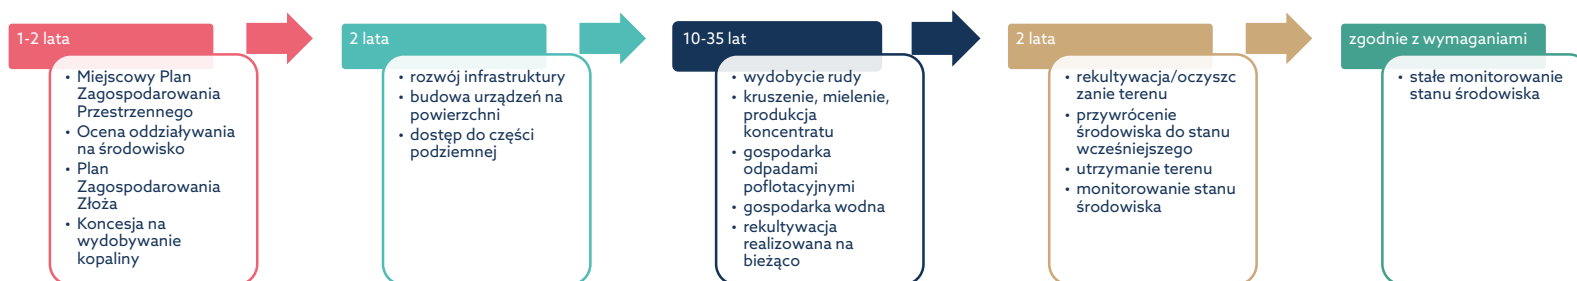 1-2 lata
• Miejscowy Plan
Zagospodarowania
Przestrzennego
• Ocena oddziaływania
na środowisko
• Plan
Zagospodarowania
Złoża
• Koncesja na
wydobywanie
kopaliny
2 lata
• rozwój infrastruktury
• budowa urządzeń na
powierzchni
• dostęp do części
podziemnej
10-35 lat
• wydobycie rudy
• kruszenie, mielenie,
produkcja
koncentratu
• gospodarka
odpadami
poflotacyjnymi
• gospodarka wodna
• rekultywacja
realizowana na
bieżąco
2 lata
• rekultywacja/oczyszc
zanie terenu
• przywrócenie
środowiska do stanu
wcześniejszego
• utrzymanie terenu
• monitorowanie stanu
środowiska
zgodnie z wymaganiami
• stałe monitorowanie
stanu środowiska